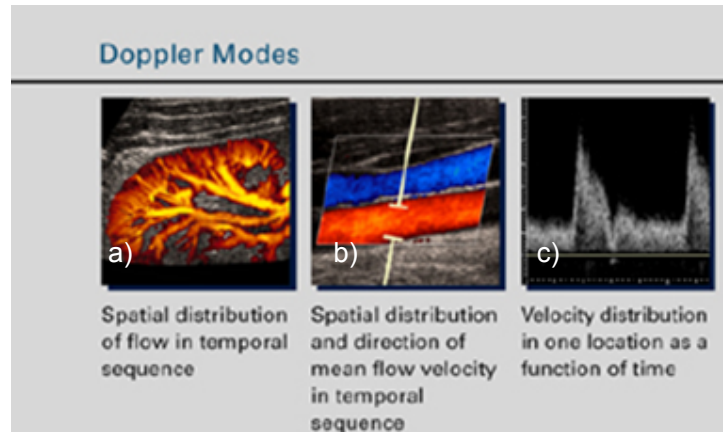 Doppler Modes
a)
b)
c)
Spatial distribution
of flow in temporal
sequence
Spatial distribution
and direction of
mean flow velocity
in temporal
sequence
Velocity distribution
in one location as a
function of time